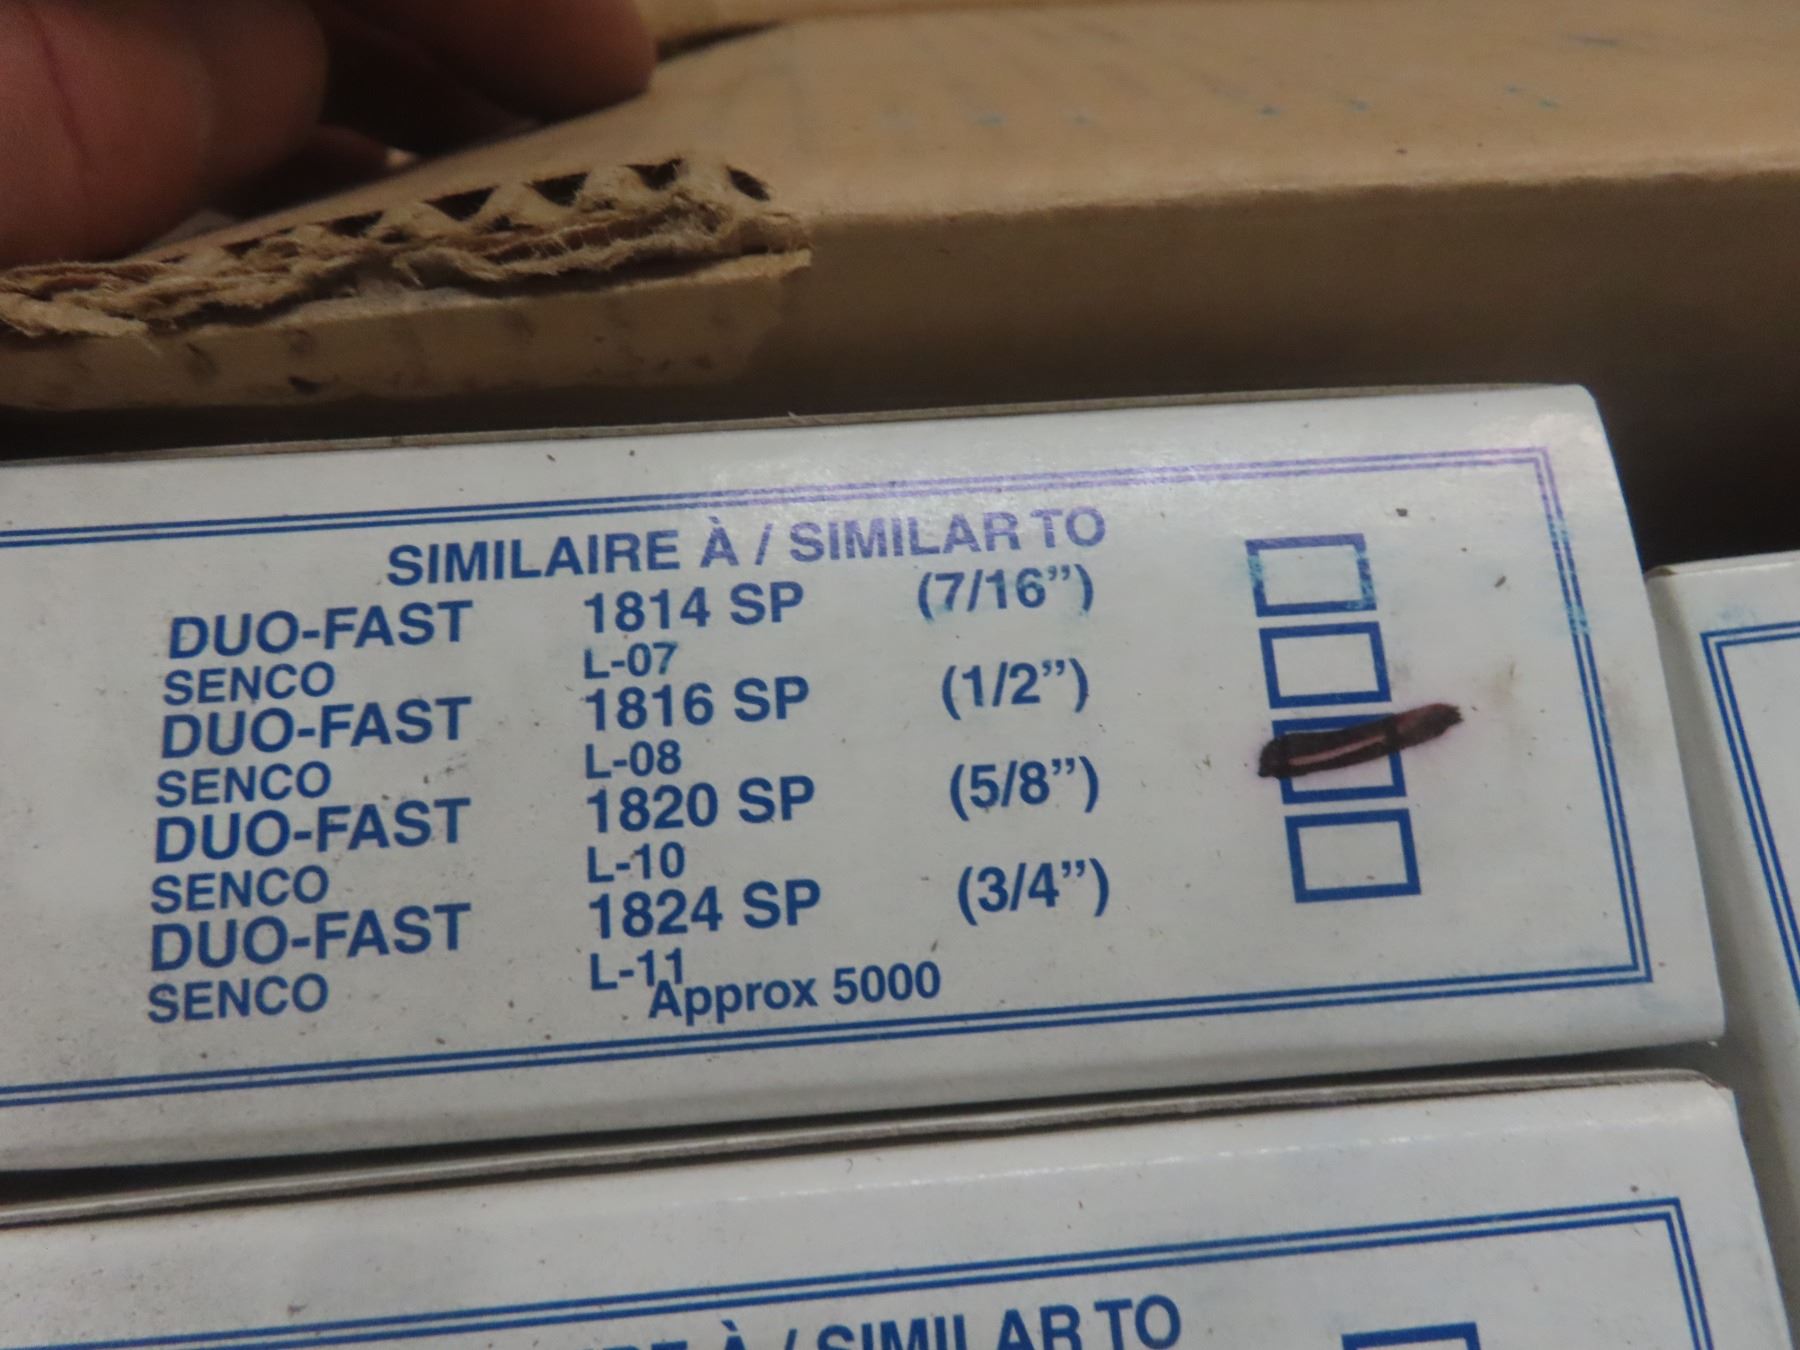 SIMILAIRE À / SIMILAR TO
DUO-FAST 1814 SP (7/16”)
SENCO L-07
DUO-FAST 1816 SP (1/2”)
SENCO L-08
DUO-FAST 1820 SP (5/8”)
SENCO L-10
DUO-FAST 1824 SP (3/4”)
SENCO L-11
Approx 5000
À / SIMILAR TO